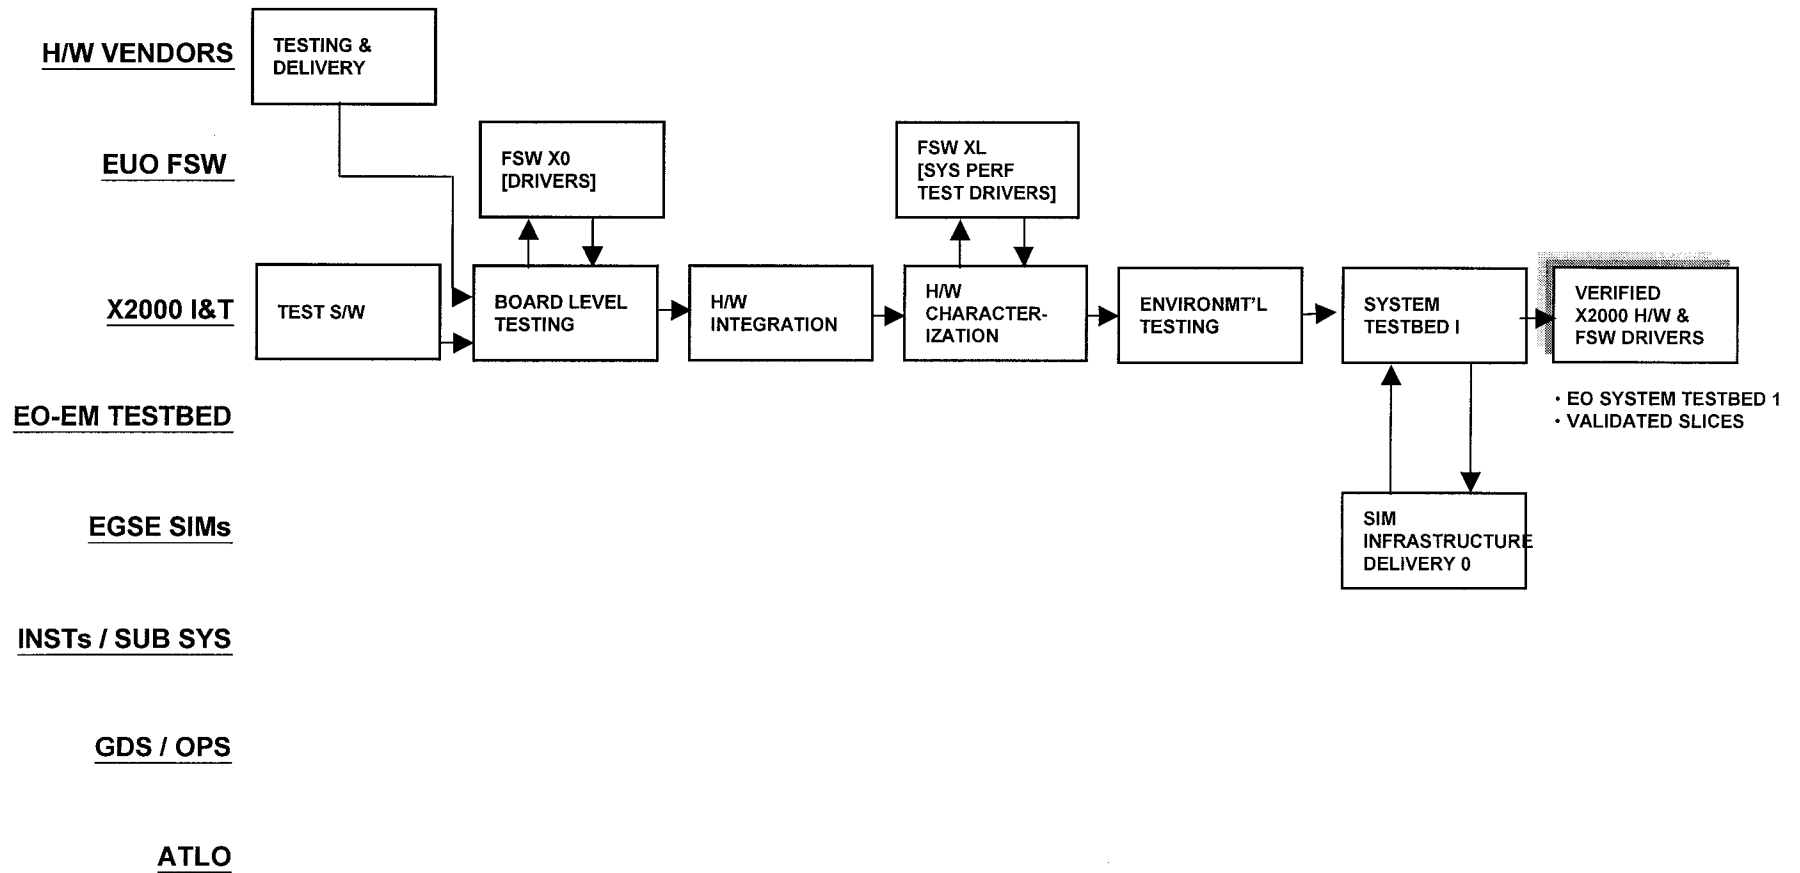 H/W VENDORS
TESTING &
DELIVERY
EUO FSW
FSW X0
[DRIVERS]
FSW XL
[SYS PERF
TEST DRIVERS]
X2000 I&T
TEST S/W
BOARD LEVEL
TESTING
H/W
INTEGRATION
H/W
CHARACTER-
IZATION
ENVIRONMT'L
TESTING
SYSTEM
TESTBED I
VERIFIED
X2000 H/W &
FSW DRIVERS
EO-EM TESTBED
· EO SYSTEM TESTBED 1
· VALIDATED SLICES
EGSE SIMs
SIM
INFRASTRUCTURE
DELIVERY 0
INSTs / SUB SYS
GDS / OPS
ATLO